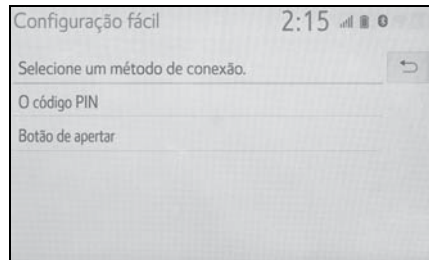 Configuração fácil 2:15
Selecione um método de conexão.
O código PIN
Botão de apertar